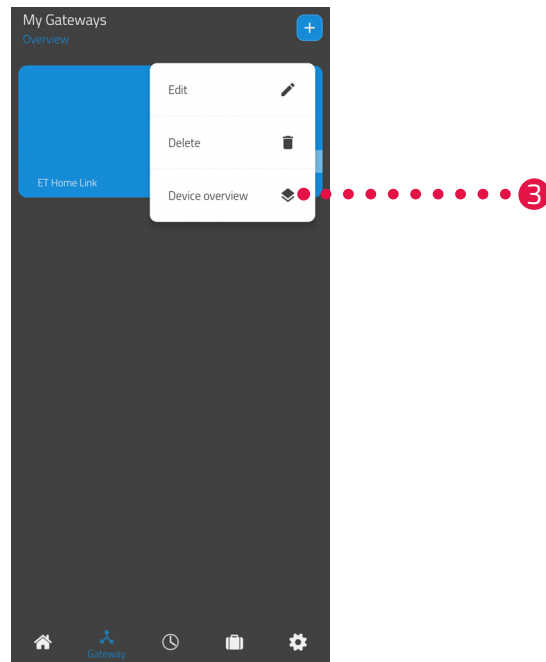 My Gateways
Overview
Edit
Delete
ET Home Link
Device overview
3
Gateway